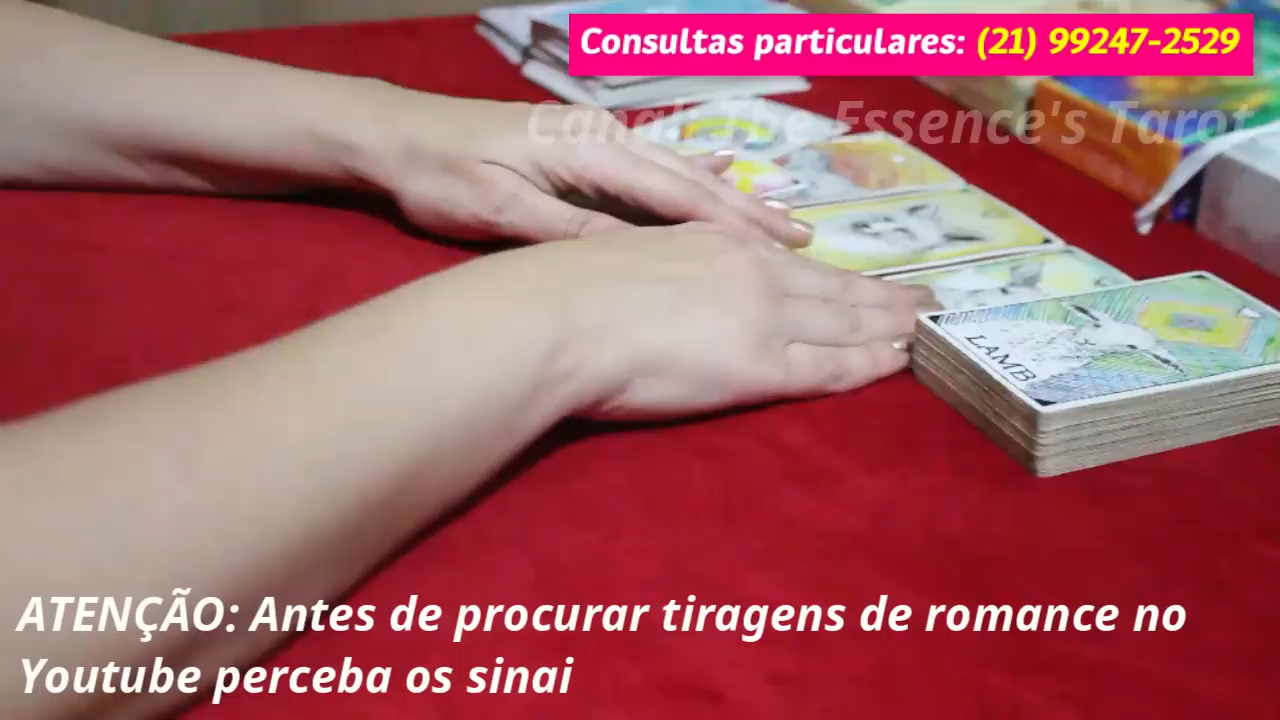 Consultas particulares: (21) 99247-2529
Canal: The Essence's Tarot
LAMB
ATENÇÃO: Antes de procurar tiragens de romance no
Youtube perceba os sinai